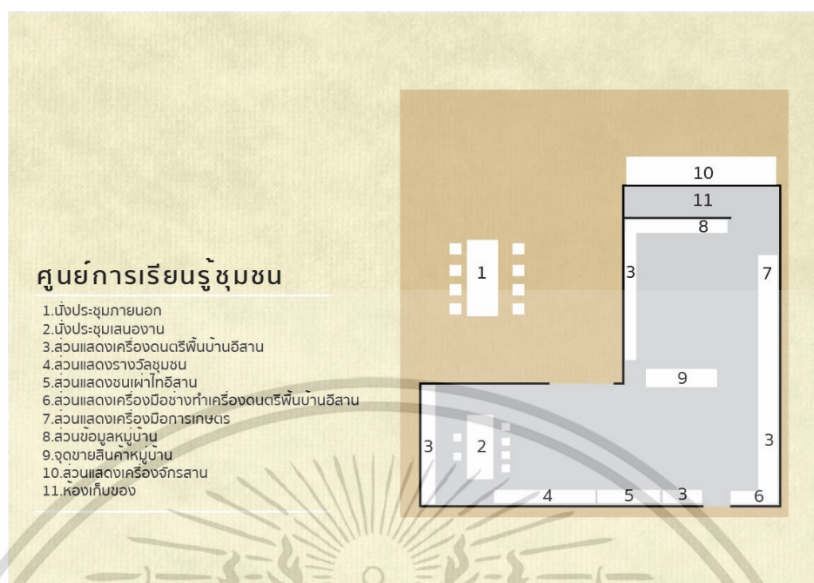 ศูนย์การเรียนรู้ชุมชน
1.นั่งประชุมภายนอก
2.นั่งประชุมเสนองาน
3.ส่วนแสดงเครื่องดนตรีพื้นบ้านอีสาน
4.ส่วนแสดงรางวัลชุมชน
5.ส่วนแสดงชนเผ่าไทอีสาน
6.ส่วนแสดงเครื่องมือช่างทำเครื่องดนตรีพื้นบ้านอีสาน
7.ส่วนแสดงเครื่องมือการเกษตร
8.ส่วนข้อมูลหมู่บ้าน
9.จุดขายสินค้าหมู่บ้าน
10.ส่วนแสดงเครื่องจักรสาน
11.ห้องเก็บของ
10
11
8
1
3
7
9
3
2
3
4
5
3
6